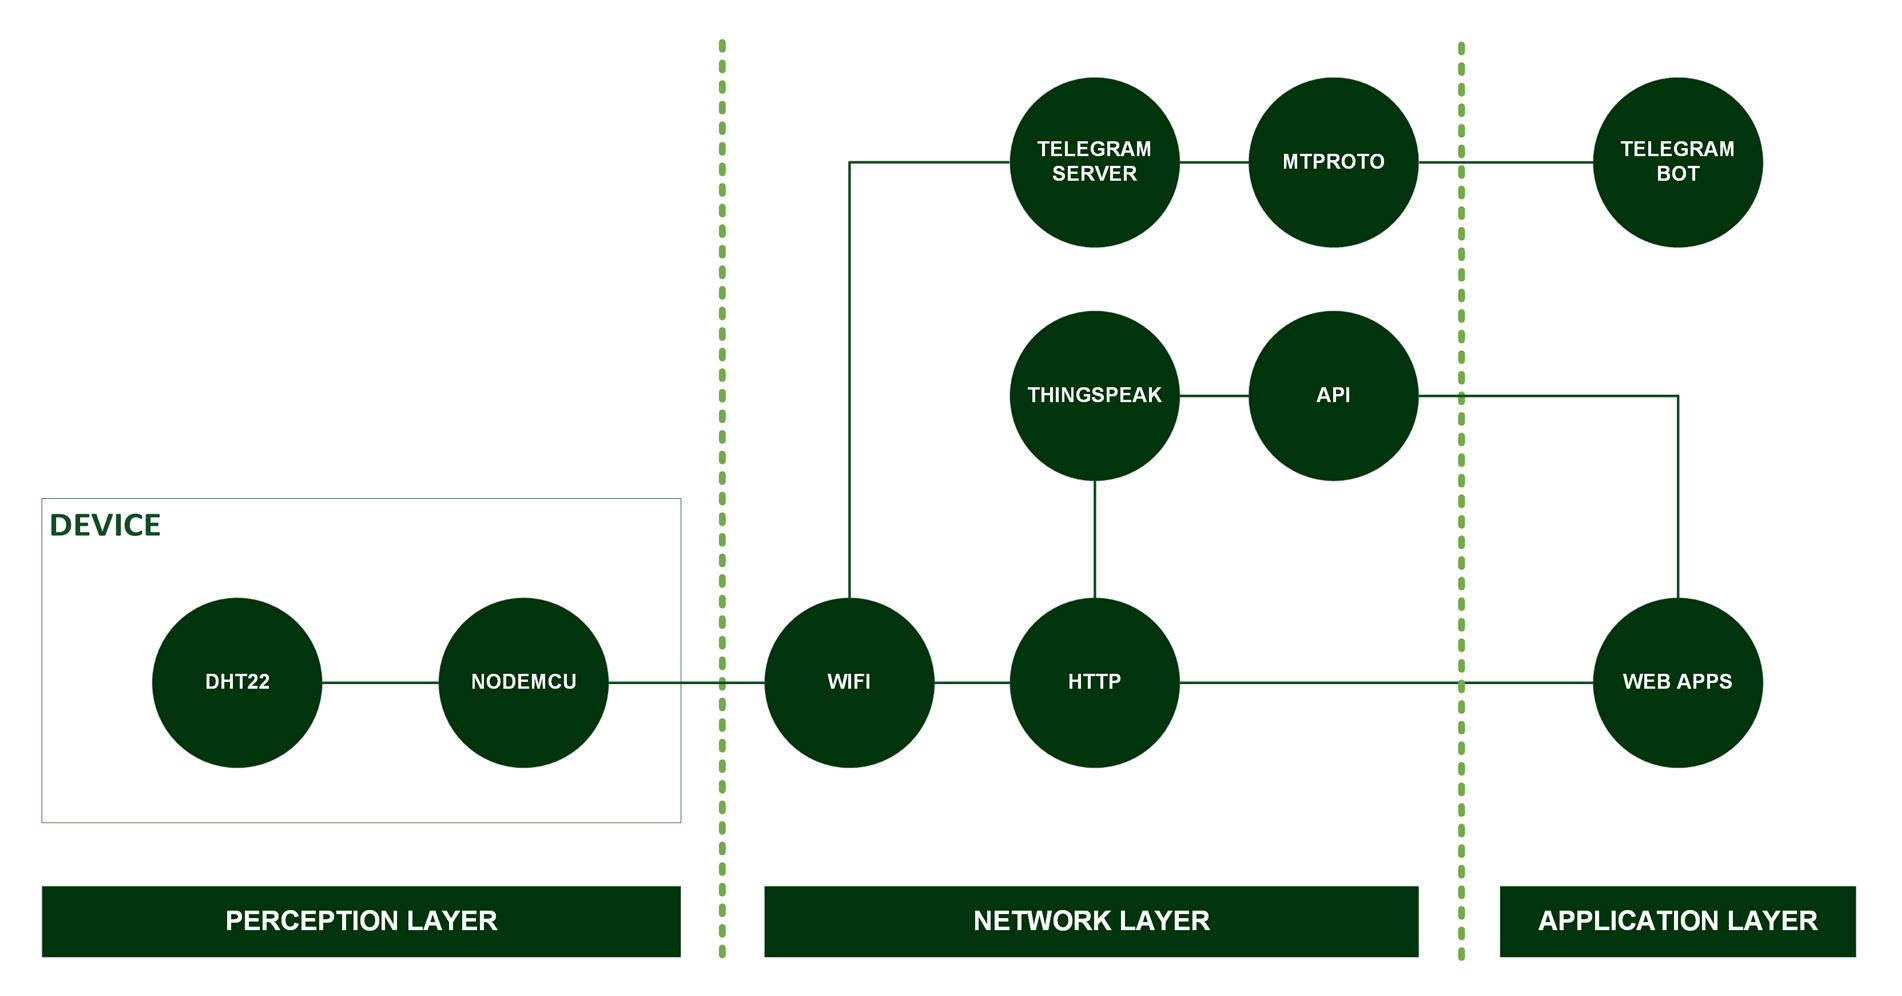 TELEGRAM
SERVER
MTPROTO
TELEGRAM
BOT
THINGSPEAK
API
DEVICE
DHT22
NODEMCU
WIFI
HTTP
WEB APPS
PERCEPTION LAYER
NETWORK LAYER
APPLICATION LAYER